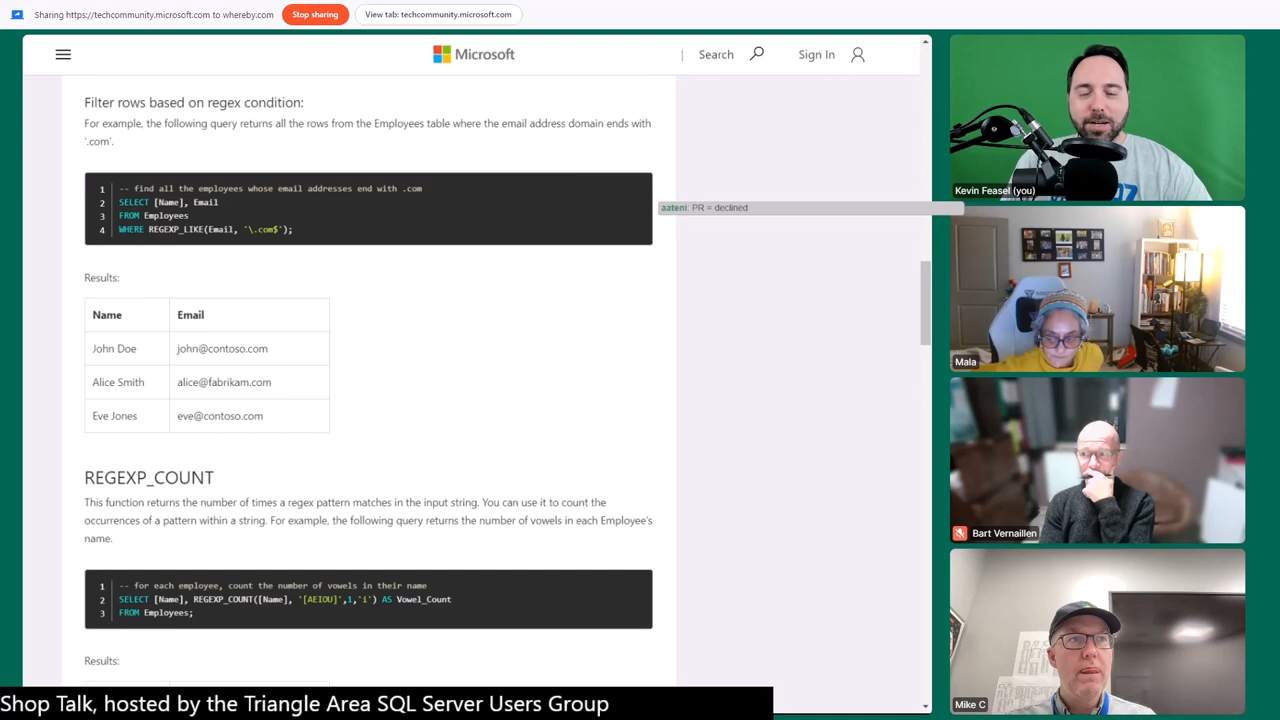 Sharing https://techcommunity.microsoft.com to whereby.com
Stop sharing
View tab: techcommunity.microsoft.com
Microsoft
Search
Sign In
Filter rows based on regex condition:
For example, the following query returns all the rows from the Employees table where the email address domain ends with
'.com'.
1 -- find all the employees whose email addresses end with .com
2 SELECT [Name], Email
3 FROM Employees
4 WHERE REGEXP_LIKE(Email, '\.com$');
aateni: PR = declined
Results:
Name Email
John Doe john@contoso.com
Alice Smith alice@fabrikam.com
Eve Jones eve@contoso.com
REGEXP_COUNT
This function returns the number of times a regex pattern matches in the input string. You can use it to count the
occurrences of a pattern within a string. For example, the following query returns the number of vowels in each Employee's
name.
1 -- for each employee, count the number of vowels in their name
2 SELECT [Name], REGEXP_COUNT([Name], '[AEIOU]',1,'i') AS Vowel_Count
3 FROM Employees;
Results:
Kevin Feasel (you)
Mala
Bart Vernaillen
Mike C
Shop Talk, hosted by the Triangle Area SQL Server Users Group